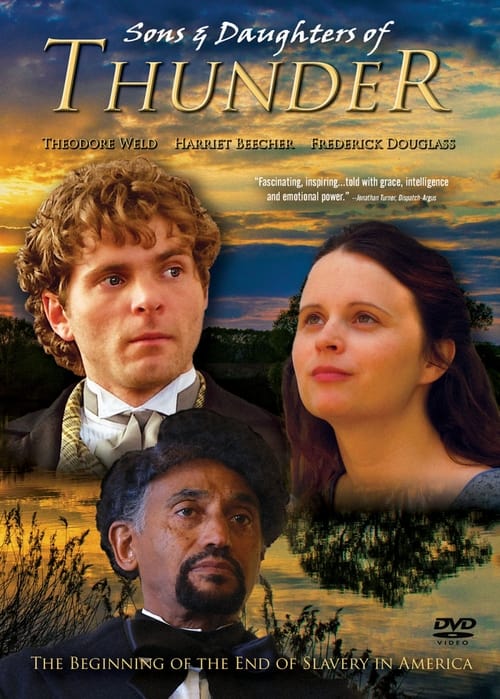 Sons & Daughters of
THUNDER
THEODORE WELD HARRIET BEECHER FREDERICK DOUGLASS
"Fascinating, inspiring...told with grace, intelligence
and emotional power." –Jonathan Turner, Dispatch-Argus
DVD
VIDEO
THE BEGINNING OF THE END OF SLAVERY IN AMERICA